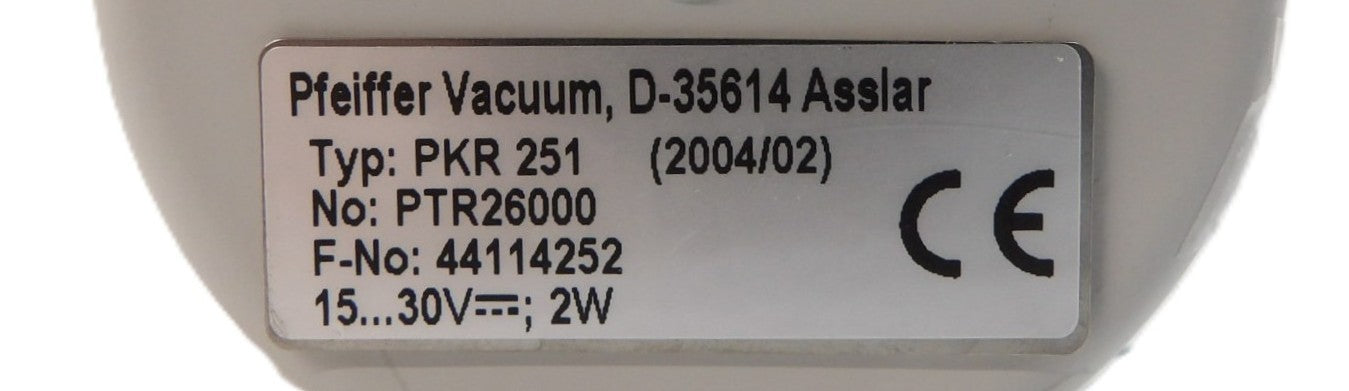 Pfeiffer Vacuum, D-35614 Asslar
Typ: PKR 251 (2004/02)
No: PTR26000
F-No: 44114252
15...30V⎓; 2W
CE